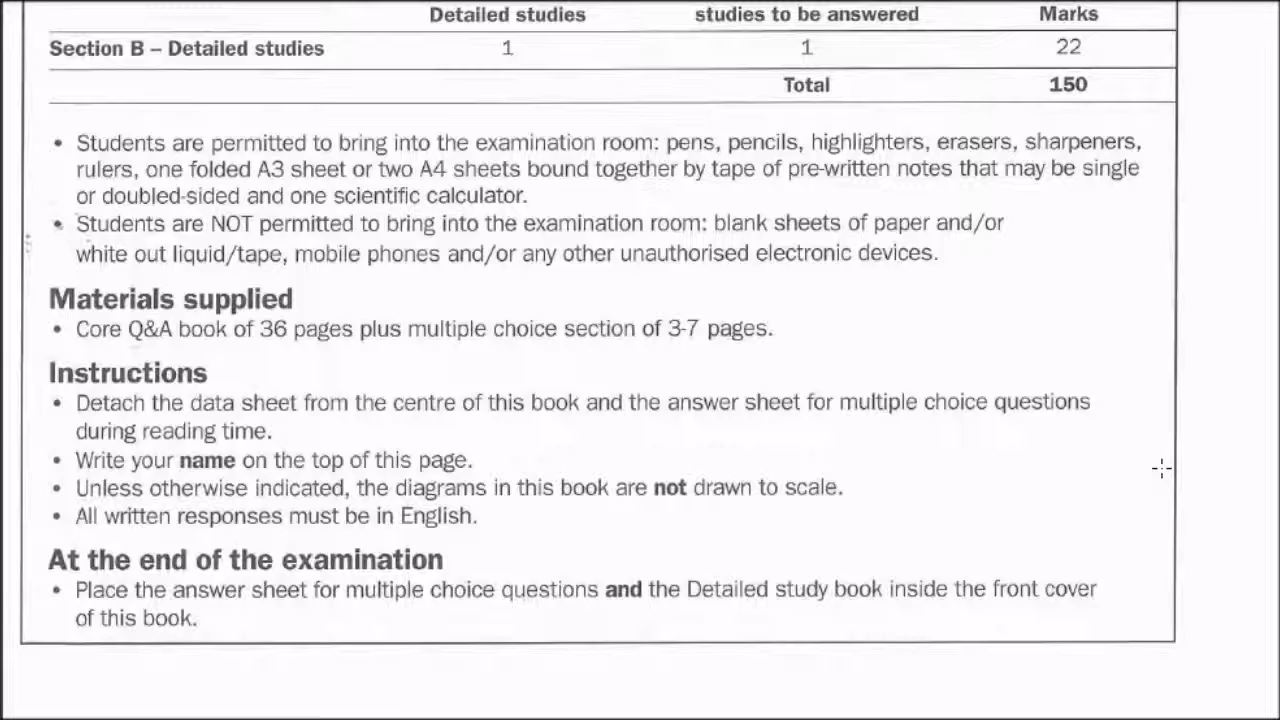 Detailed studies studies to be answered Marks
Section B – Detailed studies 1 1 22
Total 150
• Students are permitted to bring into the examination room: pens, pencils, highlighters, erasers, sharpeners,
rulers, one folded A3 sheet or two A4 sheets bound together by tape of pre-written notes that may be single
or doubled-sided and one scientific calculator.
• Students are NOT permitted to bring into the examination room: blank sheets of paper and/or
white out liquid/tape, mobile phones and/or any other unauthorised electronic devices.
Materials supplied
• Core Q&A book of 36 pages plus multiple choice section of 3-7 pages.
Instructions
• Detach the data sheet from the centre of this book and the answer sheet for multiple choice questions
during reading time.
• Write your name on the top of this page.
• Unless otherwise indicated, the diagrams in this book are not drawn to scale.
• All written responses must be in English.
At the end of the examination
• Place the answer sheet for multiple choice questions and the Detailed study book inside the front cover
of this book.